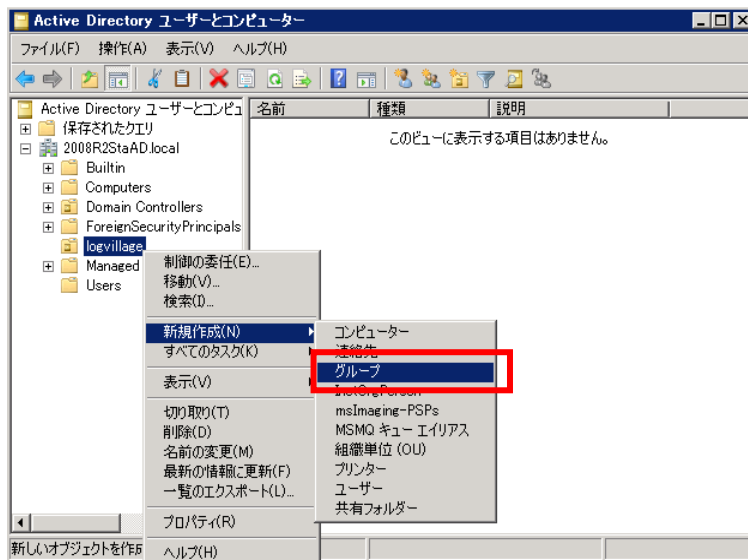 Active Directory ユーザーとコンピューター
ファイル(F) 操作(A) 表示(V) ヘルプ(H)
Active Directory ユーザーとコンピュ
保存されたクエリ
2008R2StaAD.local
Builtin
Computers
Domain Controllers
ForeignSecurityPrincipals
logvillage
Managed
Users
名前 種類 説明
このビューに表示する項目はありません。
制御の委任(E)...
移動(V)...
検索(I)...
新規作成(N)
すべてのタスク(K)
表示(V)
切り取り(T)
削除(D)
名前の変更(M)
最新の情報に更新(F)
一覧のエクスポート(L)...
プロパティ(R)
ヘルプ(H)
コンピューター
連絡先
グループ
InetOrgPerson
msImaging-PSPs
MSMQ キュー エイリアス
組織単位 (OU)
プリンター
ユーザー
共有フォルダー
新しいオブジェクトを作成